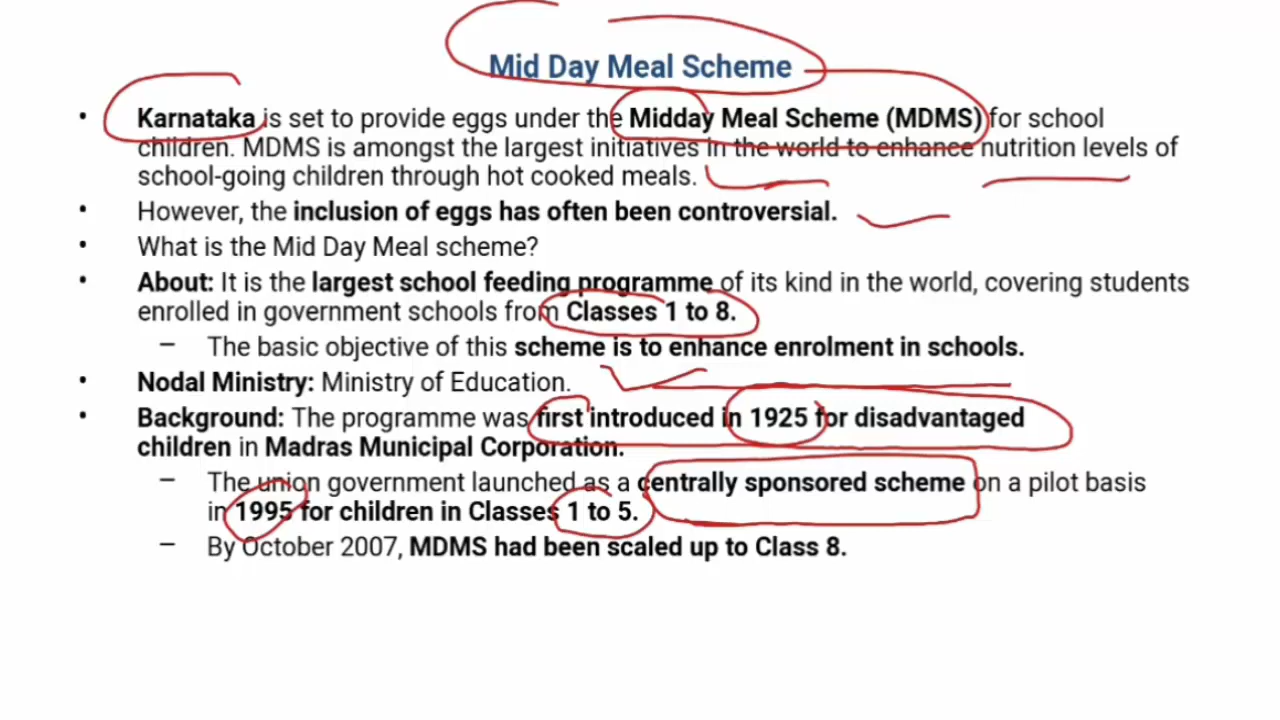 Mid Day Meal Scheme
• Karnataka is set to provide eggs under the Midday Meal Scheme (MDMS) for school
children. MDMS is amongst the largest initiatives in the world to enhance nutrition levels of
school-going children through hot cooked meals.
• However, the inclusion of eggs has often been controversial.
• What is the Mid Day Meal scheme?
• About: It is the largest school feeding programme of its kind in the world, covering students
enrolled in government schools from Classes 1 to 8.
– The basic objective of this scheme is to enhance enrolment in schools.
• Nodal Ministry: Ministry of Education.
• Background: The programme was first introduced in 1925 for disadvantaged
children in Madras Municipal Corporation.
– The union government launched as a centrally sponsored scheme on a pilot basis
in 1995 for children in Classes 1 to 5.
– By October 2007, MDMS had been scaled up to Class 8.